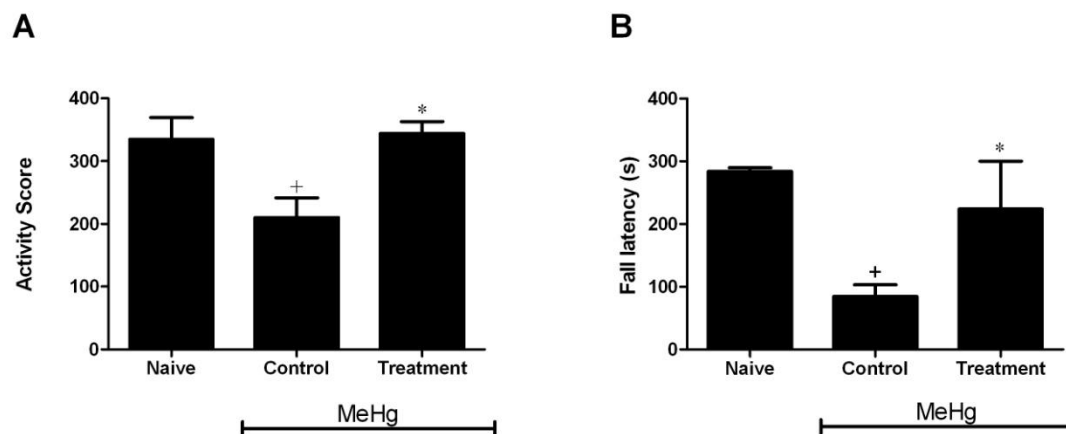 A
Activity Score
400
300
200
100
0
+
*
Naive
Control
Treatment
MeHg
B
Fall latency (s)
400
300
200
100
0
+
*
Naive
Control
Treatment
MeHg